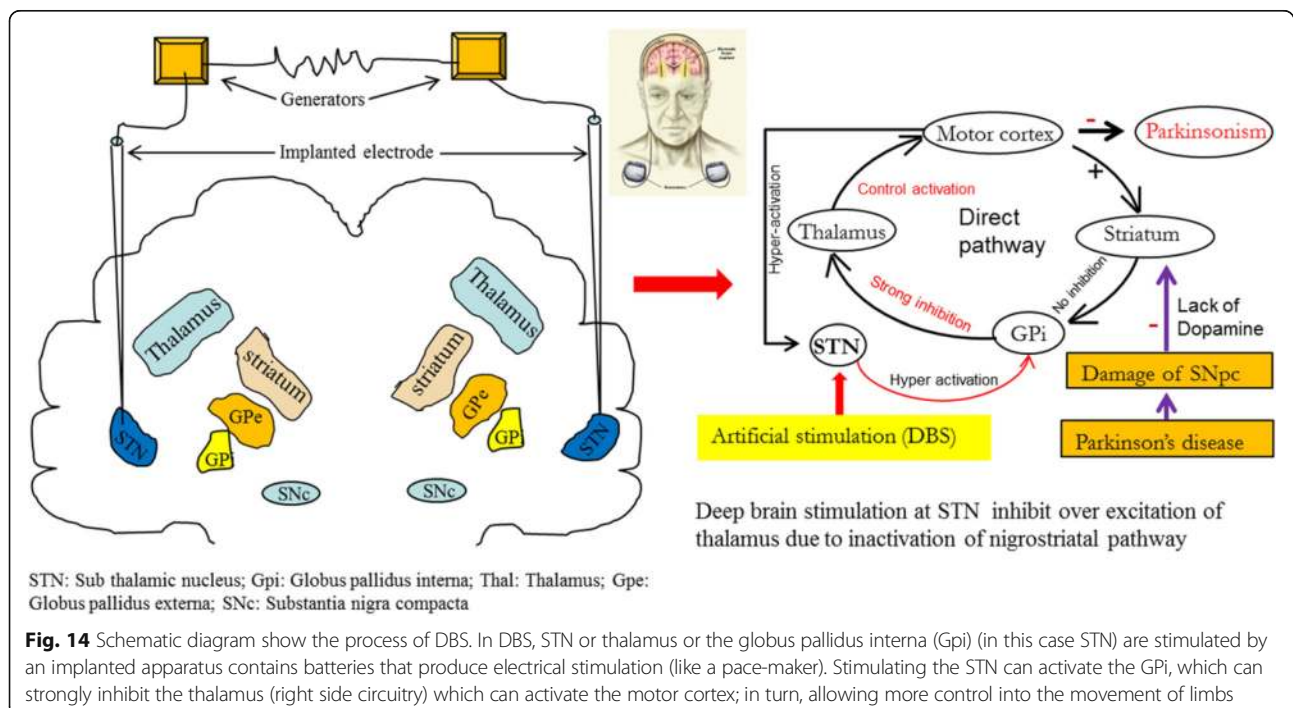 Generators
Implanted electrode
Thalamus
striatum
GPe
GPi
STN
SNc
Thalamus
striatum
GPe
GPi
STN
SNc
STN: Sub thalamic nucleus; Gpi: Globus pallidus interna; Thal: Thalamus; Gpe:
Globus pallidus externa; SNc: Substantia nigra compacta
Motor cortex
-
Parkinsonism
+
Hyper-activation
Control activation
Thalamus
Direct
pathway
Striatum
Strong inhibition
No inhibition
GPi
STN
Hyper activation
-
Lack of
Dopamine
Damage of SNpc
Parkinson's disease
Artificial stimulation (DBS)
Deep brain stimulation at STN inhibit over excitation of
thalamus due to inactivation of nigrostriatal pathway
Fig. 14 Schematic diagram show the process of DBS. In DBS, STN or thalamus or the globus pallidus interna (Gpi) (in this case STN) are stimulated by
an implanted apparatus contains batteries that produce electrical stimulation (like a pace-maker). Stimulating the STN can activate the GPi, which can
strongly inhibit the thalamus (right side circuitry) which can activate the motor cortex; in turn, allowing more control into the movement of limbs